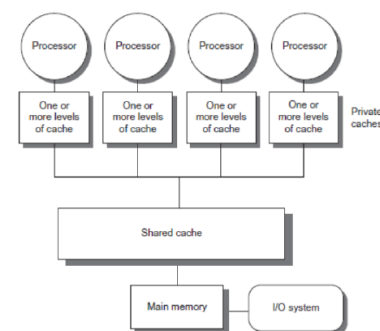 Processor
Processor
Processor
Processor
One or
more levels
of cache
One or
more levels
of cache
One or
more levels
of cache
One or
more levels
of cache
Private
caches
Shared cache
Main memory
I/O system